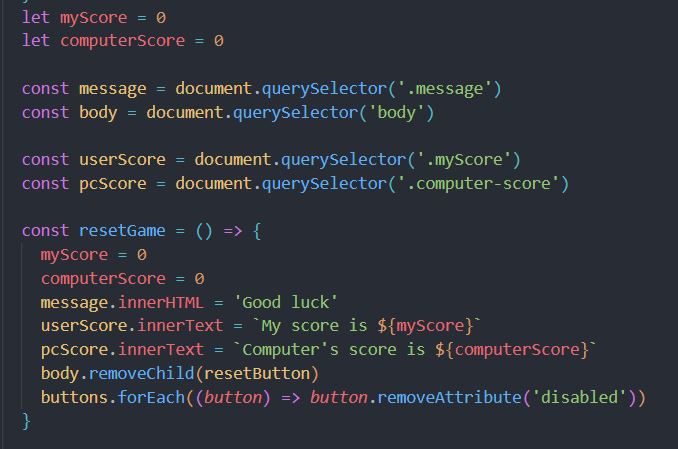 let myScore = 0
let computerScore = 0
const message = document.querySelector('.message')
const body = document.querySelector('body')
const userScore = document.querySelector('.myScore')
const pcScore = document.querySelector('.computer-score')
const resetGame = () => {
myScore = 0
computerScore = 0
message.innerHTML = 'Good luck'
userScore.innerText = `My score is ${myScore}`
pcScore.innerText = `Computer's score is ${computerScore}`
body.removeChild(resetButton)
buttons.forEach((button) => button.removeAttribute('disabled'))
}